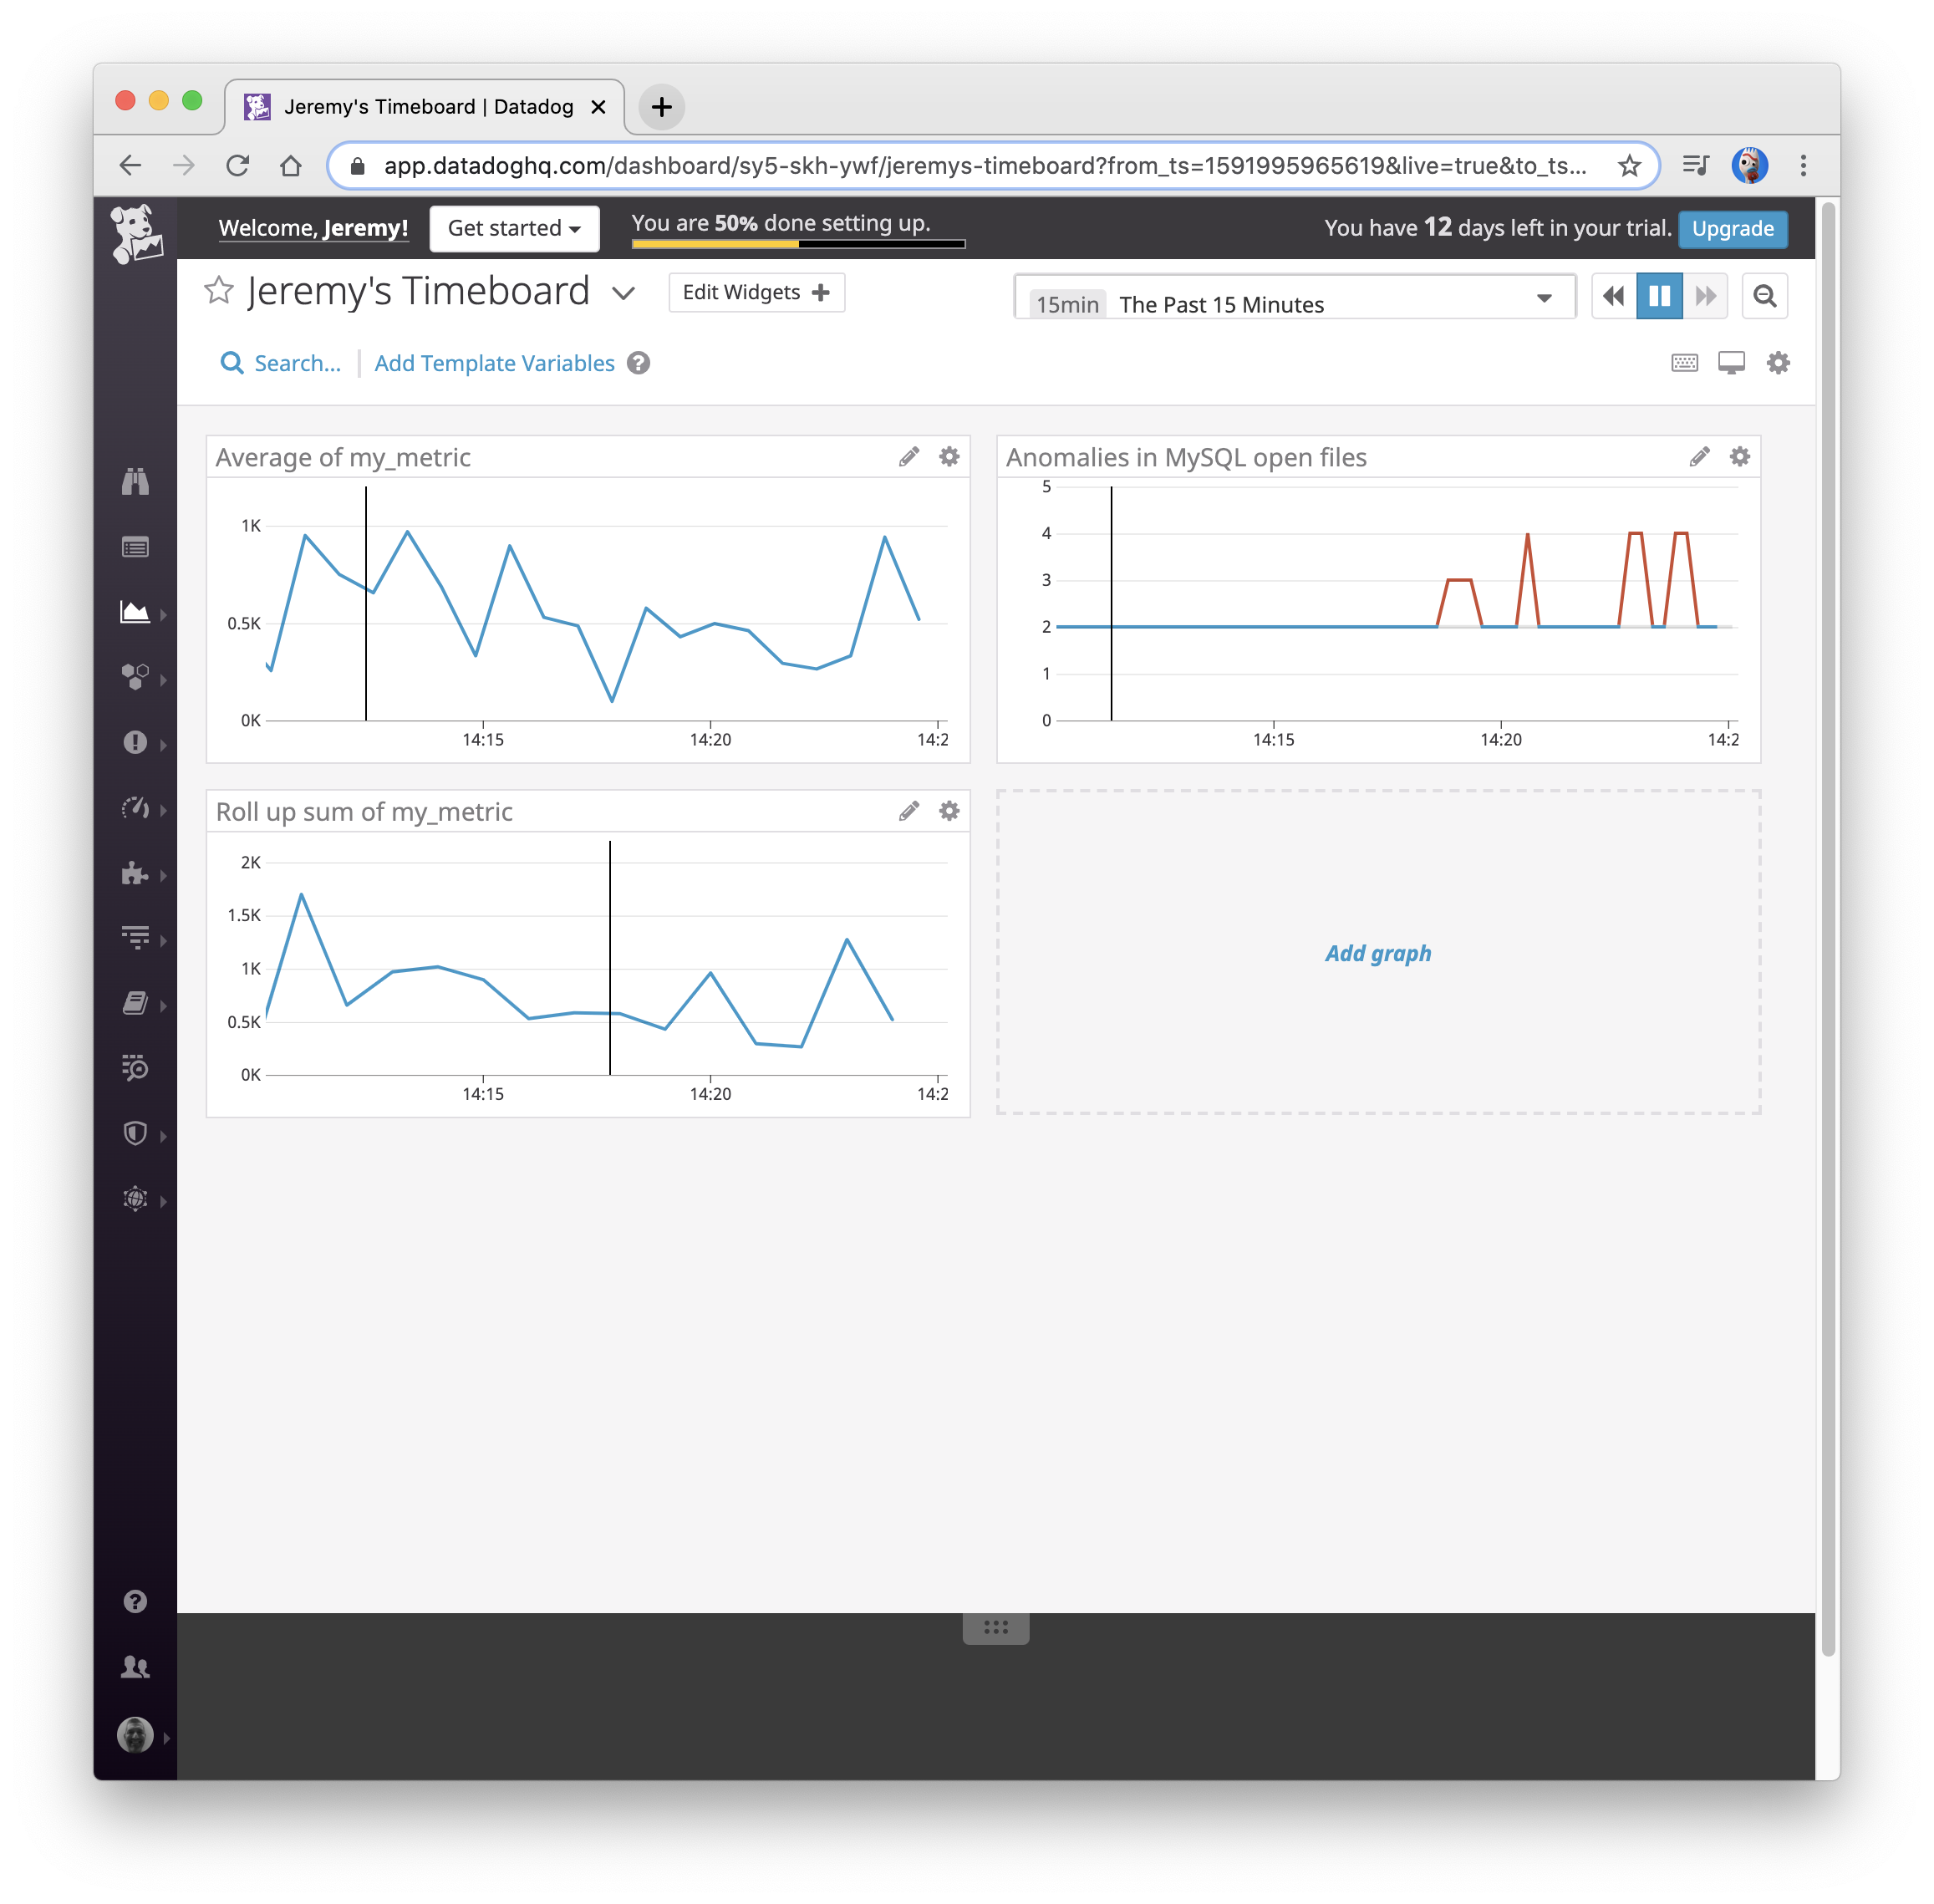 Jeremy's Timeboard | Datadog
app.datadoghq.com/dashboard/sy5-skh-ywf/jeremys-timeboard?from_ts=1591995965619&live=true&to_ts...
Welcome, Jeremy!
Get started
You are 50% done setting up.
You have 12 days left in your trial.
Upgrade
Jeremy's Timeboard
Edit Widgets
15min The Past 15 Minutes
Search...
Add Template Variables
Average of my_metric
1K
0.5K
0K
14:15
14:20
14:2
Anomalies in MySQL open files
5
4
3
2
1
0
14:15
14:20
14:2
Roll up sum of my_metric
2K
1.5K
1K
0.5K
0K
14:15
14:20
14:2
Add graph